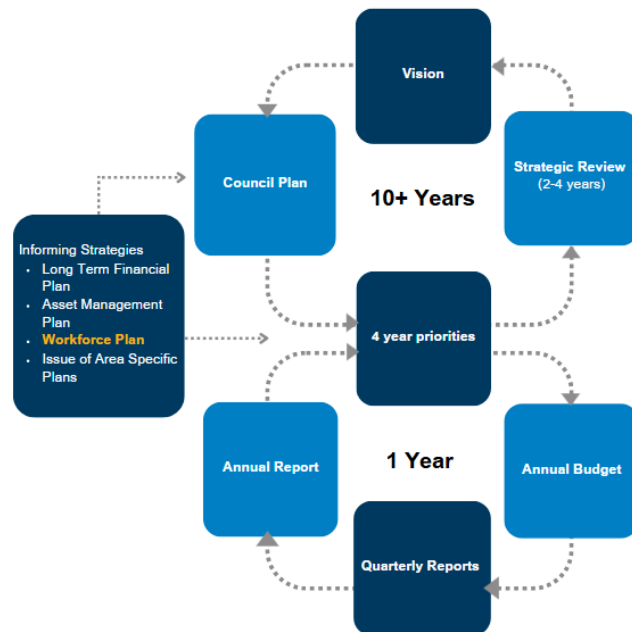 Vision
Council Plan
Strategic Review
(2-4 years)
10+ Years
Informing Strategies
• Long Term Financial
Plan
• Asset Management
Plan
• Workforce Plan
• Issue of Area Specific
Plans
4 year priorities
Annual Report
1 Year
Annual Budget
Quarterly Reports